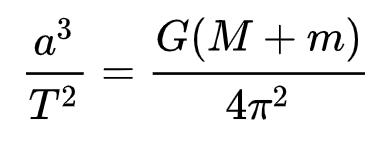 a³/T² = G(M + m)/4π²